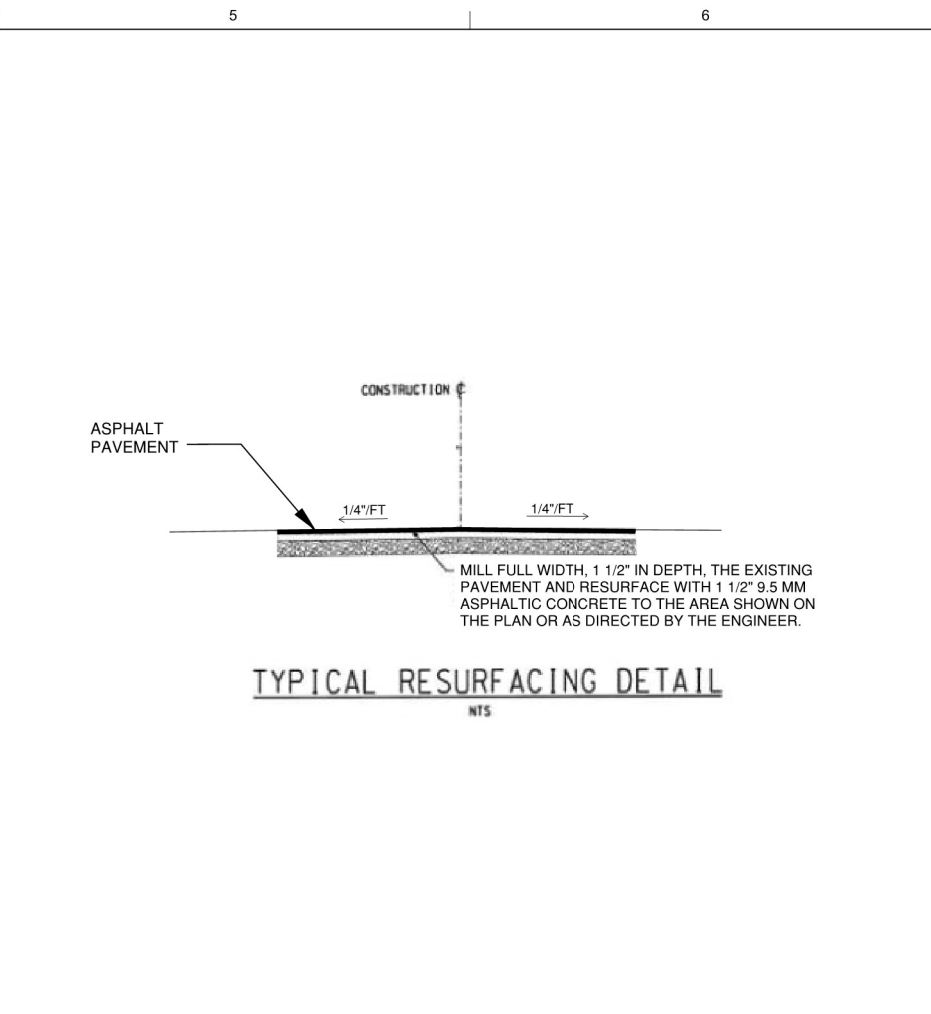 5 6
CONSTRUCTION ℄
ASPHALT
PAVEMENT
1/4"/FT 1/4"/FT
MILL FULL WIDTH, 1 1/2" IN DEPTH, THE EXISTING
PAVEMENT AND RESURFACE WITH 1 1/2" 9.5 MM
ASPHALTIC CONCRETE TO THE AREA SHOWN ON
THE PLAN OR AS DIRECTED BY THE ENGINEER.
TYPICAL RESURFACING DETAIL
NTS